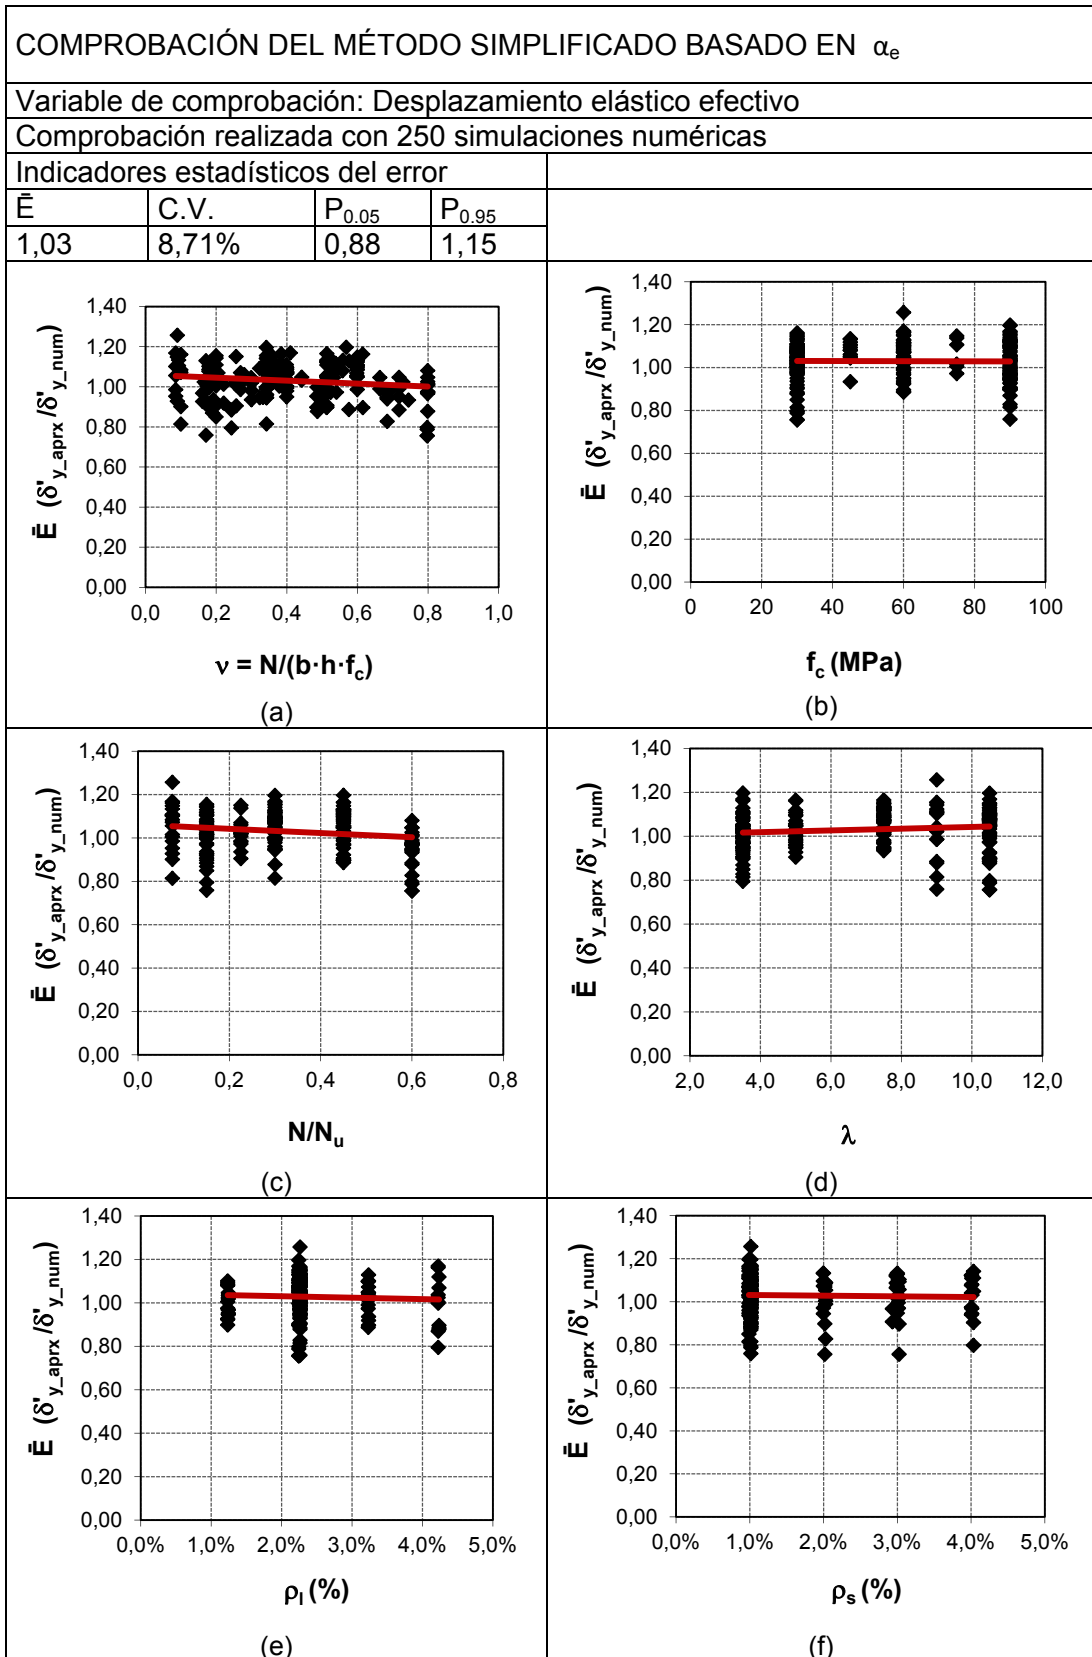 COMPROBACIÓN DEL MÉTODO SIMPLIFICADO BASADO EN αe
Variable de comprobación: Desplazamiento elástico efectivo
Comprobación realizada con 250 simulaciones numéricas
Indicadores estadísticos del error
Ē C.V. P0.05 P0.95
1,03 8,71% 0,88 1,15
Ē (δ'y_aprx /δ'y_num)
1,40
1,20
1,00
0,80
0,60
0,40
0,20
0,00
0,0 0,2 0,4 0,6 0,8 1,0
ν = N/(b·h·fc)
(a)
Ē (δ'y_aprx /δ'y_num)
1,40
1,20
1,00
0,80
0,60
0,40
0,20
0,00
0 20 40 60 80 100
fc (MPa)
(b)
Ē (δ'y_aprx /δ'y_num)
1,40
1,20
1,00
0,80
0,60
0,40
0,20
0,00
0,0 0,2 0,4 0,6 0,8
N/Nu
(c)
Ē (δ'y_aprx /δ'y_num)
1,40
1,20
1,00
0,80
0,60
0,40
0,20
0,00
2,0 4,0 6,0 8,0 10,0 12,0
λ
(d)
Ē (δ'y_aprx /δ'y_num)
1,40
1,20
1,00
0,80
0,60
0,40
0,20
0,00
0,0% 1,0% 2,0% 3,0% 4,0% 5,0%
ρl (%)
(e)
Ē (δ'y_aprx /δ'y_num)
1,40
1,20
1,00
0,80
0,60
0,40
0,20
0,00
0,0% 1,0% 2,0% 3,0% 4,0% 5,0%
ρs (%)
(f)